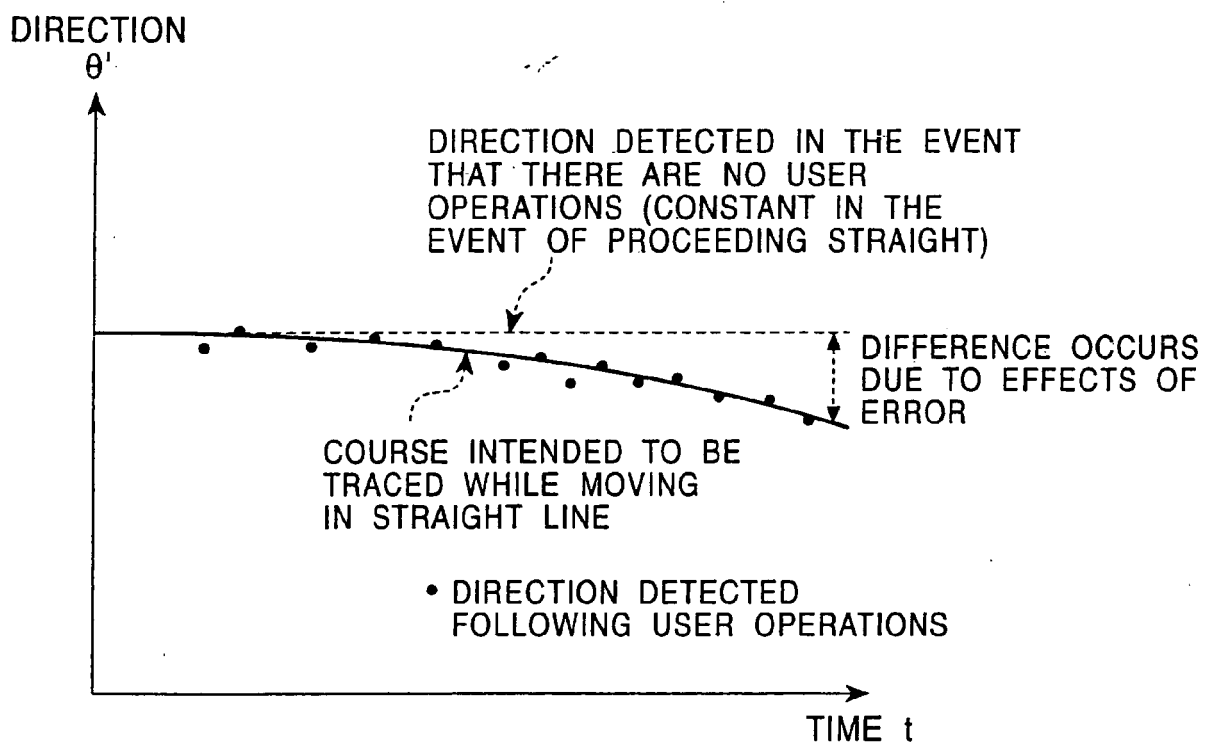 DIRECTION
θ'
DIRECTION DETECTED IN THE EVENT
THAT THERE ARE NO USER
OPERATIONS (CONSTANT IN THE
EVENT OF PROCEEDING STRAIGHT)
DIFFERENCE OCCURS
DUE TO EFFECTS OF
ERROR
COURSE INTENDED TO BE
TRACED WHILE MOVING
IN STRAIGHT LINE
• DIRECTION DETECTED
FOLLOWING USER OPERATIONS
TIME t